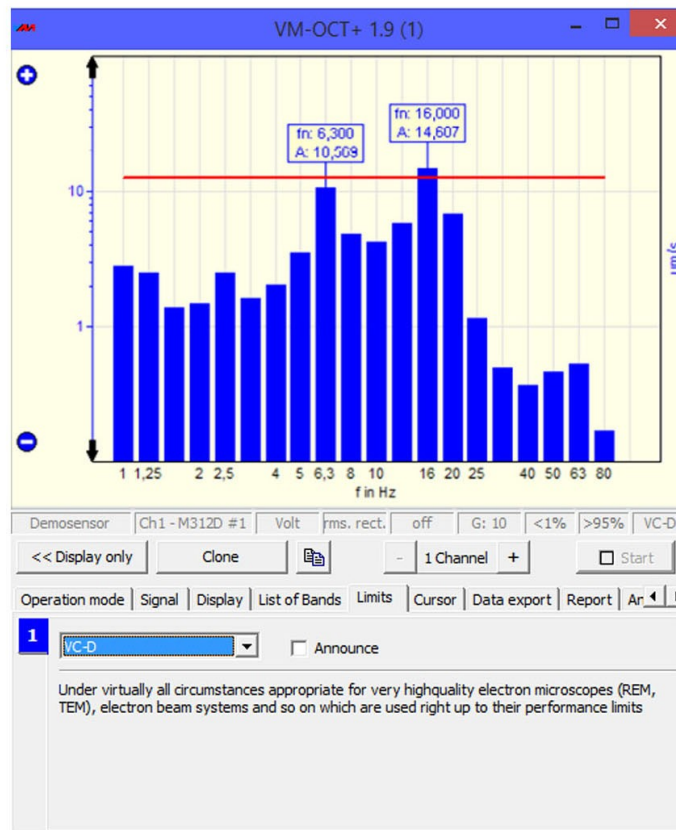 VM-OCT+ 1.9 (1)
fn: 6,300
A: 10,509
fn: 16,000
A: 14,607
10
1
µm/s
1 1,25 2 2,5 4 5 6,3 8 10 16 20 25 40 50 63 80
f in Hz
Demosensor Ch1 - M312D #1 Volt rms. rect. off G: 10 <1% >95% VC-D
<< Display only Clone - 1 Channel + Start
Operation mode Signal Display List of Bands Limits Cursor Data export Report
1 VC-D Announce
Under virtually all circumstances appropriate for very highquality electron microscopes (REM,
TEM), electron beam systems and so on which are used right up to their performance limits